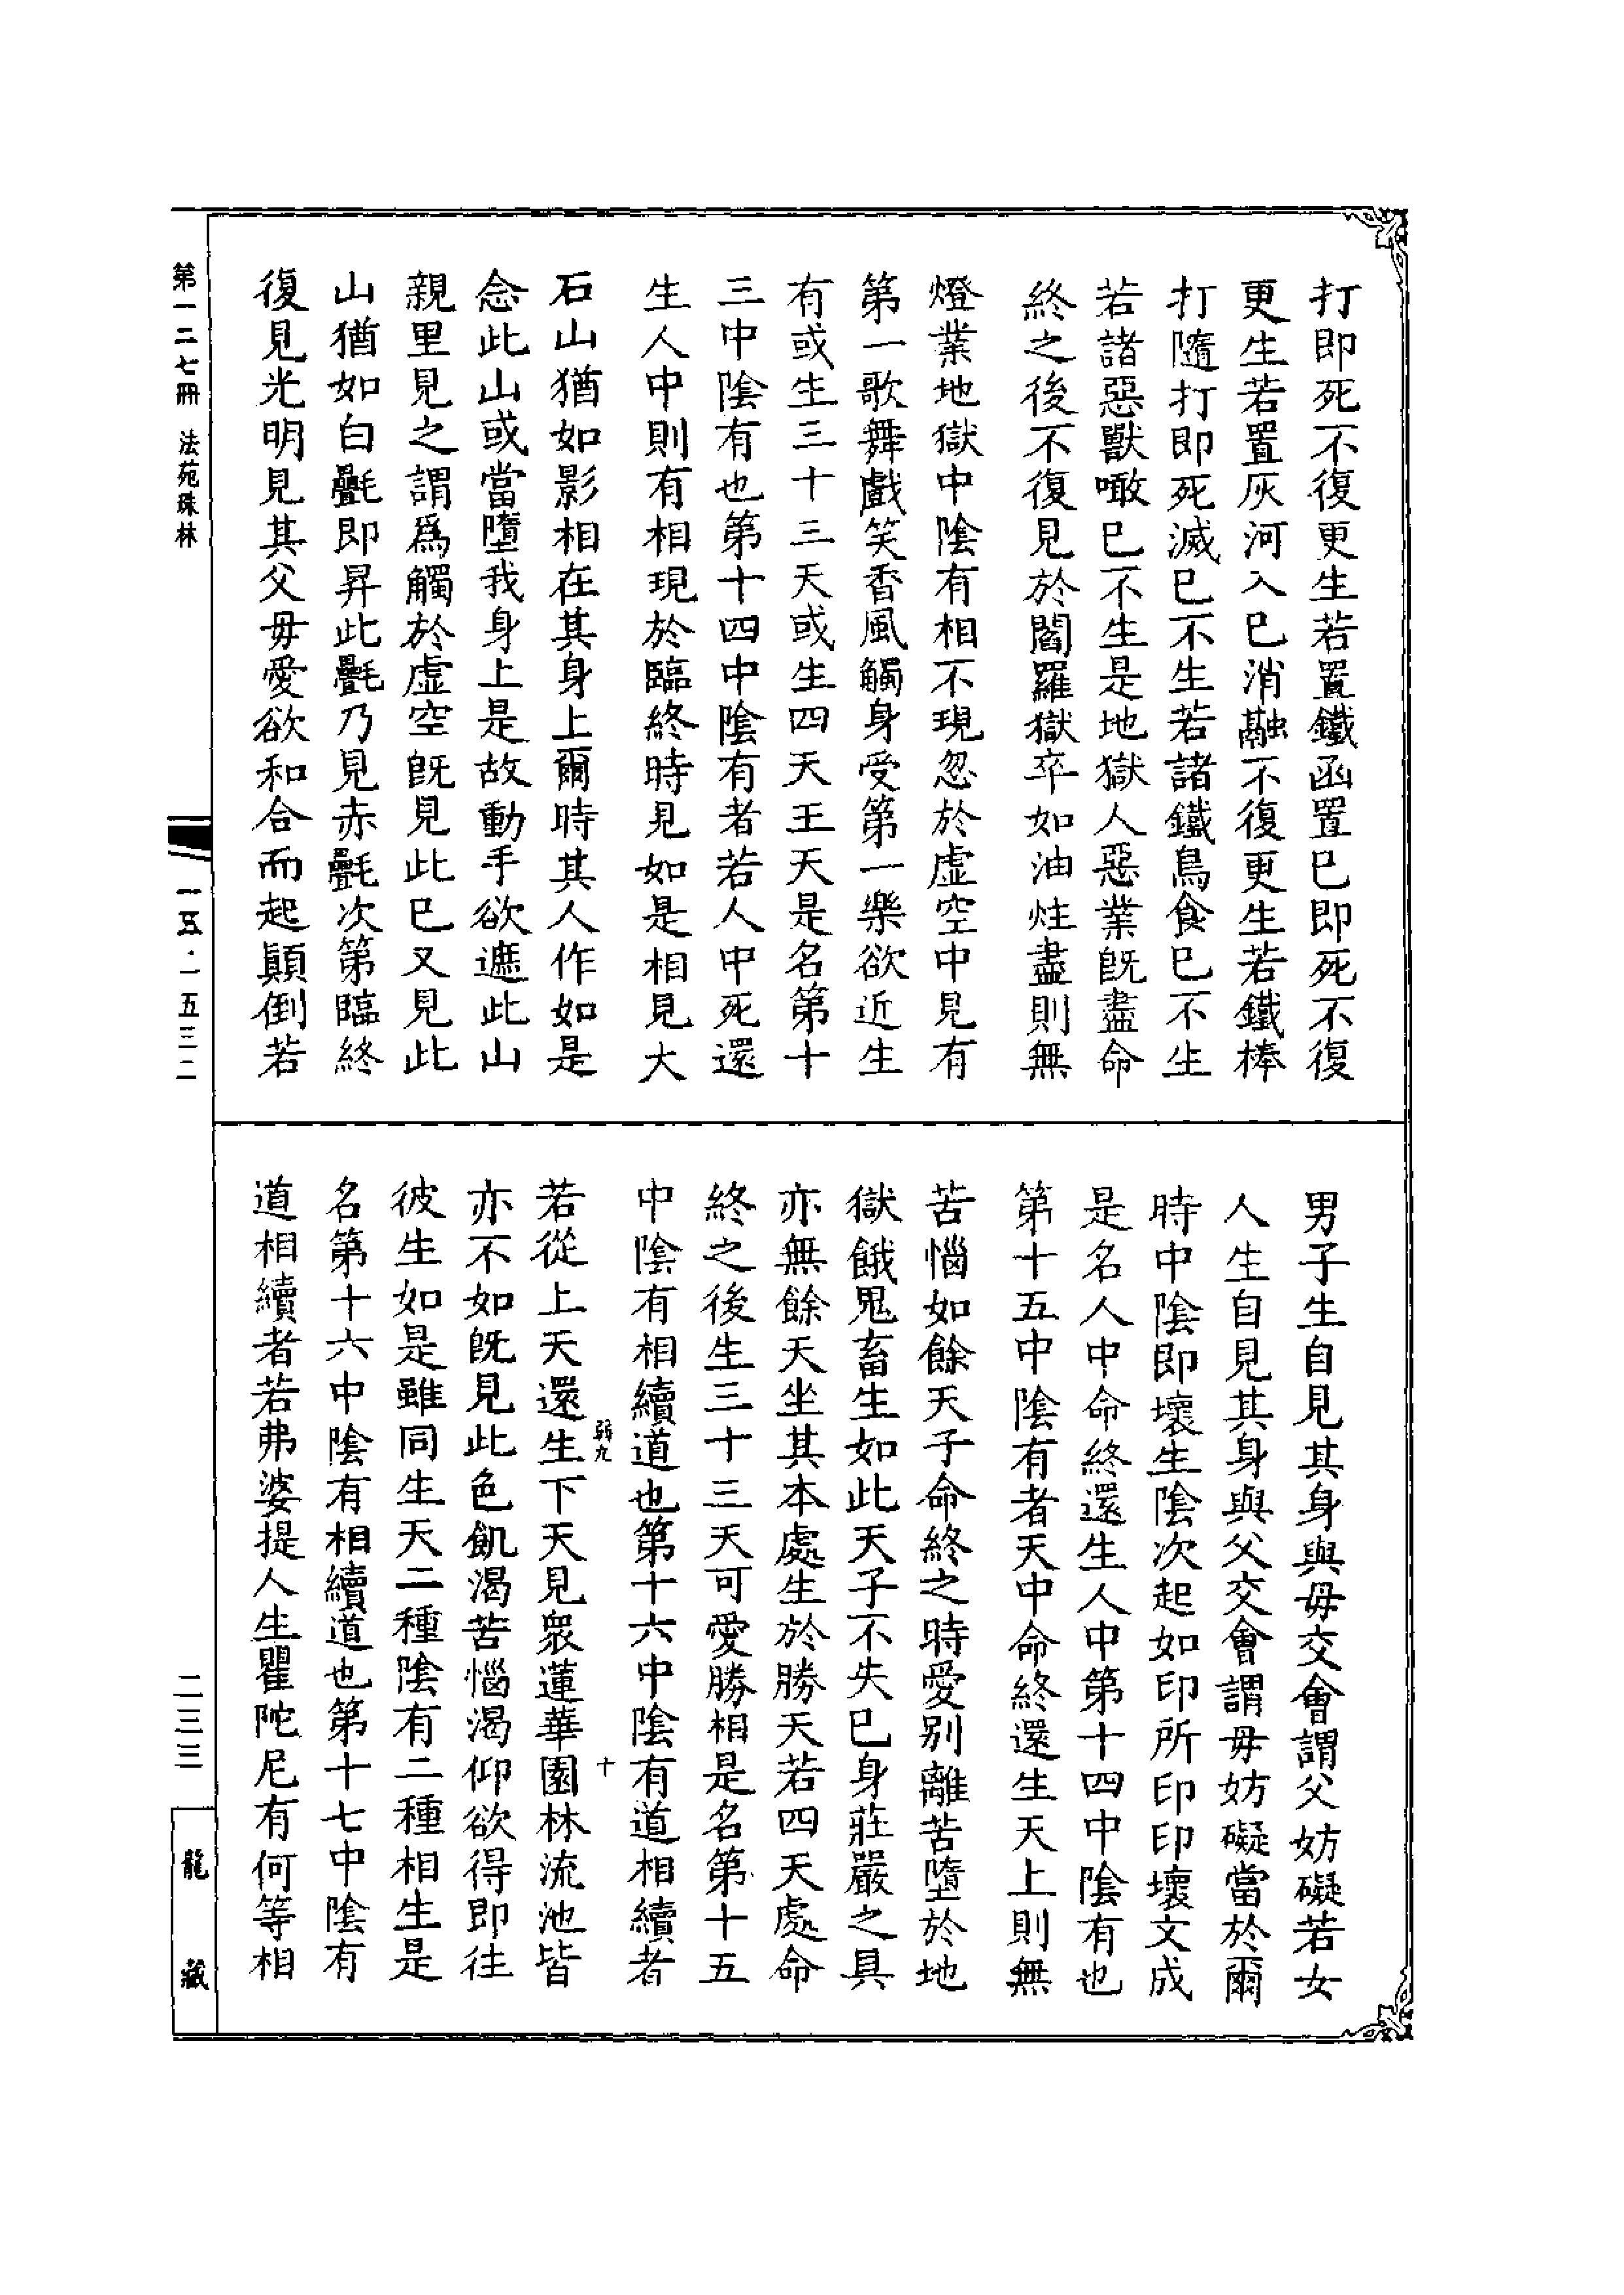 打即死不復更生若置鐵函置已即死不復
更生若置灰河入已消融不復更生若鐵棒
打隨打即死滅已不生若諸鐵鳥食已不生
若諸惡獸噉已不生是地獄人惡業旣盡命
終之後不復見於閻羅獄卒如油炷盡則無
燈業地獄中陰有相不現忽於虛空中見有
第一歌舞戲笑香風觸身受第一樂欲近生
有或生三十三天或生四天王天是名第十
三中陰有也第十四中陰有者若人中死還
生人中則有相現於臨終時見如是相見大
石山猶如影相在其身上爾時其人作如是
念此山或當墮我身上是故動手欲遮此山
親里見之謂爲觸於虛空旣見此已又見此
山猶如白氎即昇此氎乃見赤氎次第臨終
復見光明見其父母愛欲和合而起顚倒若
男子生自見其身與母交會謂父妨礙若女
人生自見其身與父交會謂母妨礙當於爾
時中陰即壞生陰次起如印所印印壞文成
是名人中命終還生人中第十四中陰有也
第十五中陰有者天中命終還生天上則無
苦惱如餘天子命終之時愛别離苦墮於地
獄餓鬼畜生如此天子不失已身莊嚴之具
亦無餘天坐其本處生於勝天若四天處命
終之後生三十三天可愛勝相是名第十五
中陰有相續道也第十六中陰有道相續者
弱九 十
若從上天還生下天見衆蓮華園林流池皆
亦不如旣見此色飢渴苦惱渴仰欲得即往
彼生如是雖同生天二種陰有二種相生是
名第十六中陰有相續道也第十七中陰有
道相續者若弗婆提人生瞿陀尼有何等相
第一二七冊 法苑珠林
一五·一五三二
二三三
龍藏